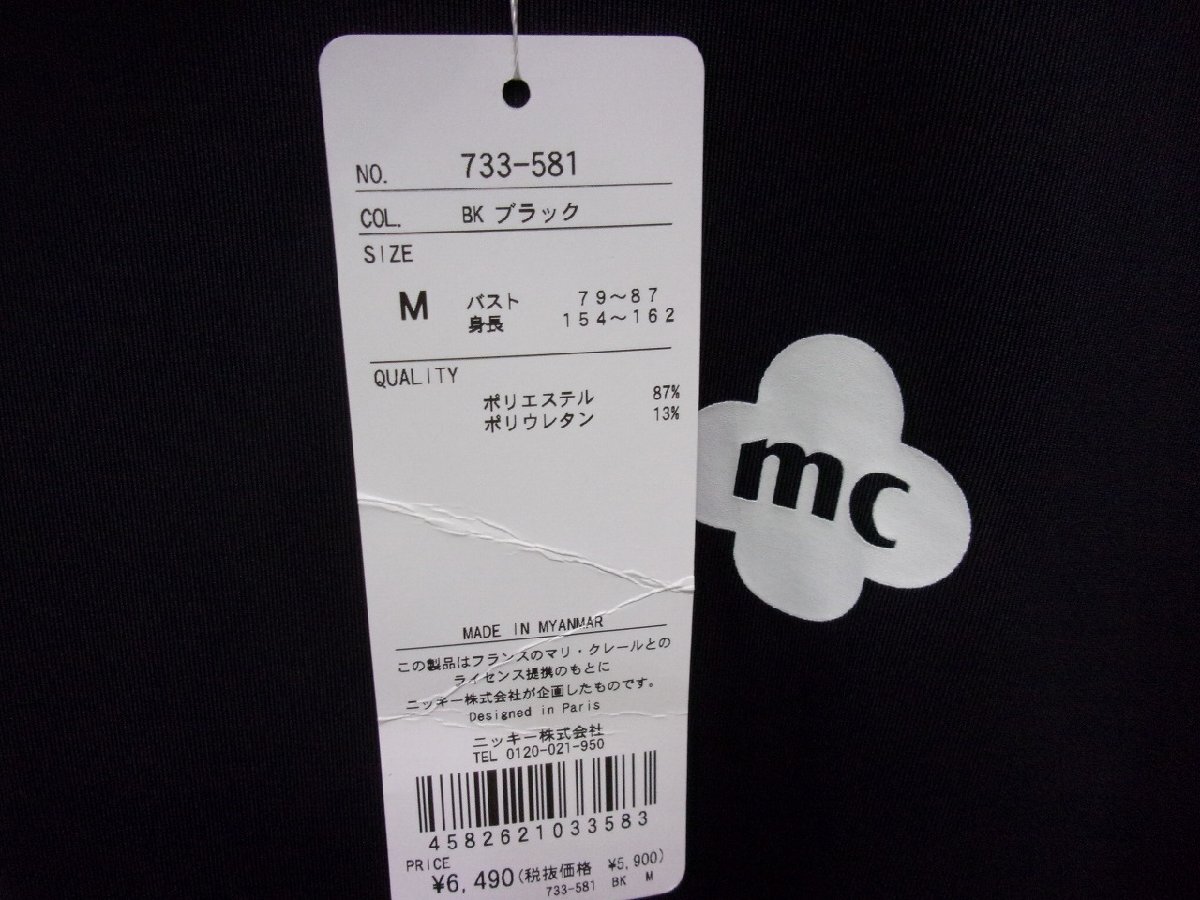 NO. 733-581
COL. BK ブラック
SIZE
M バスト 79～87
身長 154～162
QUALITY
ポリエステル 87%
ポリウレタン 13%
mc
MADE IN MYANMAR
この製品はフランスのマリ・クレールとの
ライセンス提携のもとに
ニッキー株式会社が企画したものです。
Designed in Paris
ニッキー株式会社
TEL 0120-021-950
4582621033583
PRICE
¥6,490(税抜価格 ¥5,900)
733-581 BK M